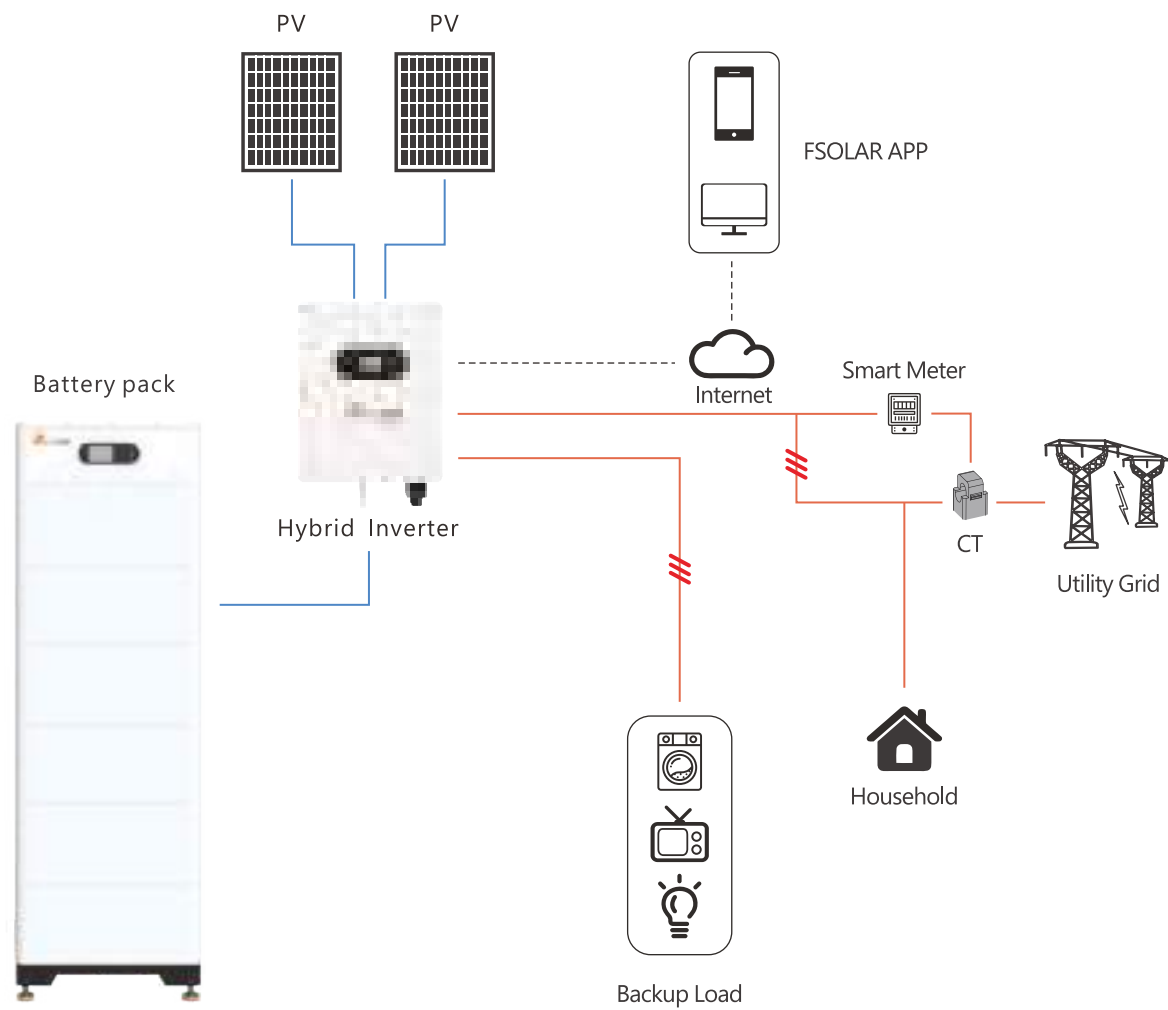 PV
PV
FSOLAR APP
Internet
Smart Meter
Battery pack
Hybrid Inverter
CT
Utility Grid
Household
Backup Load